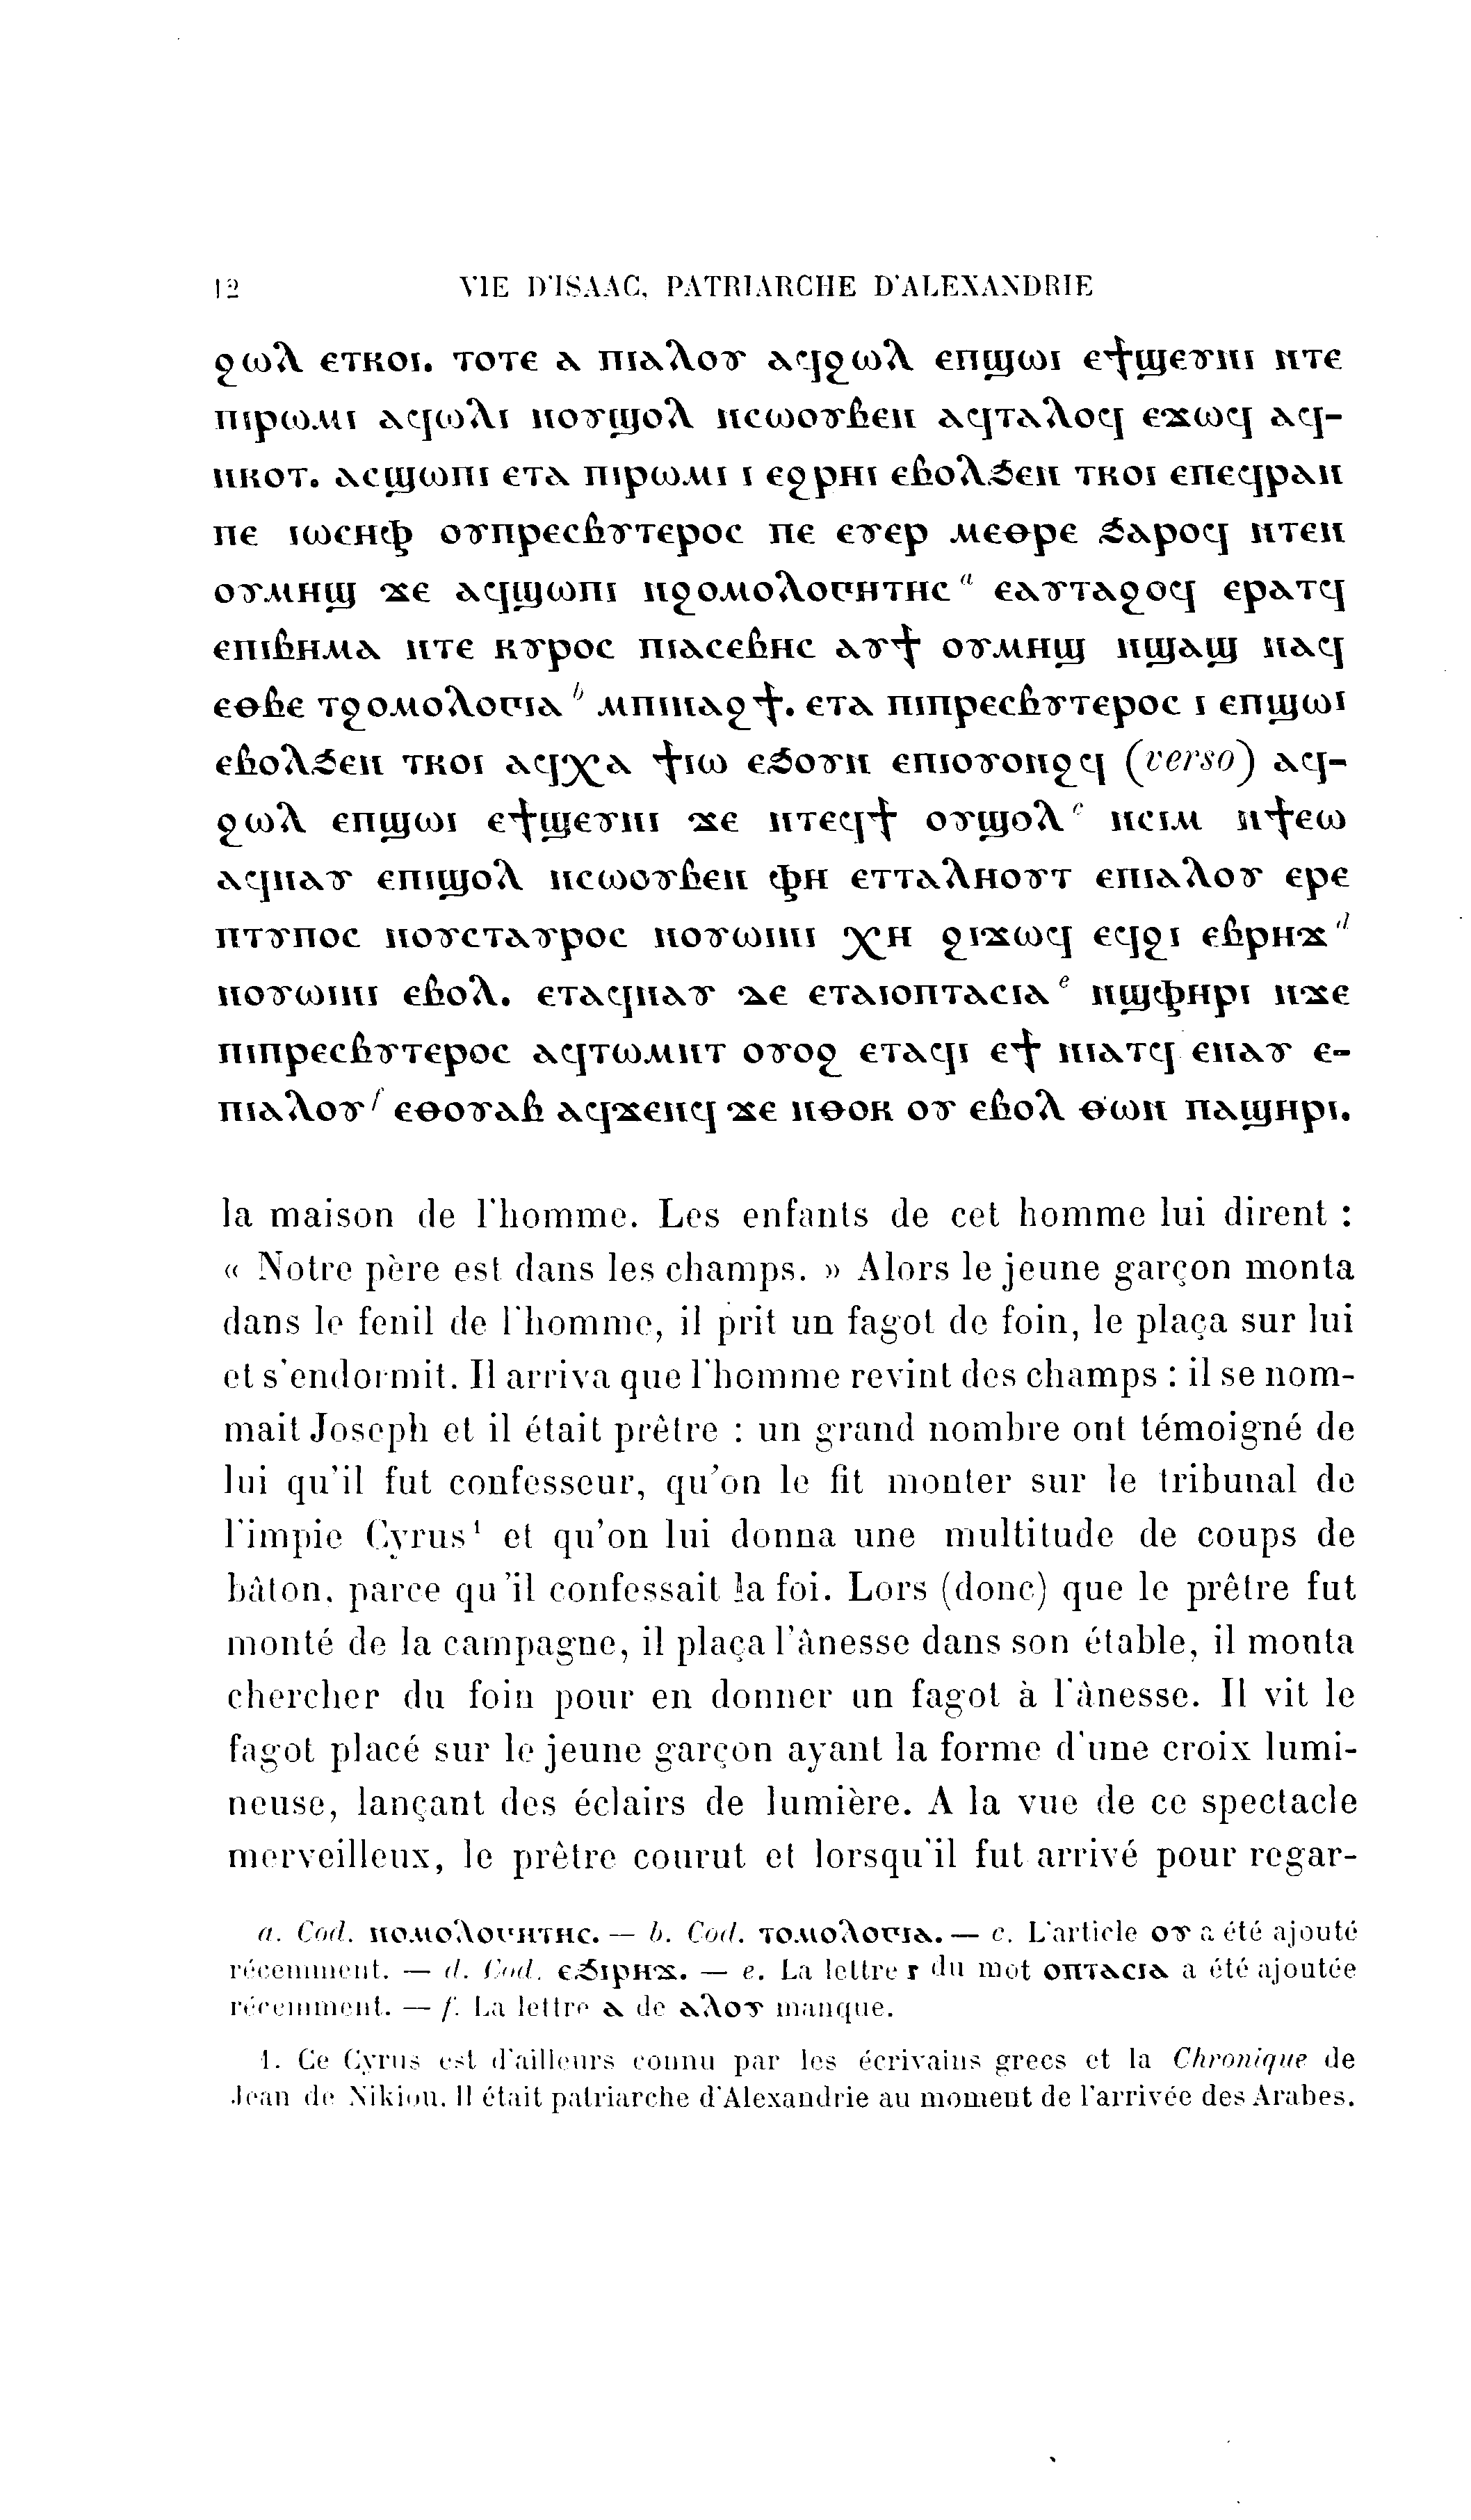 12 VIE D'ISAAC, PATRIARCHE D'ALEXANDRIE
ϩⲱⲗ ⲉⲧⲕⲟⲓ. ⲧⲟⲧⲉ ⲁ ⲡⲓⲁⲗⲟⲩ ⲁϥϩⲱⲗ ⲉⲡϣⲱⲓ ⲉϯϣⲉⲩⲓⲛⲓ ⲛⲧⲉ
ⲡⲓⲣⲱⲙⲓ ⲁϥⲱⲗⲓ ⲛⲟⲩϣⲟⲗ ⲛⲥⲱⲟⲩⲃⲉⲛ ⲁϥⲧⲁⲗⲟϥ ⲉϫⲱϥ ⲁϥ-
ⲛⲕⲟⲧ. ⲁⲥϣⲱⲡⲓ ⲉⲧⲁ ⲡⲓⲣⲱⲙⲓ ⲓ ⲉϩⲣⲏⲓ ⲉⲃⲟⲗϧⲉⲛ ⲧⲕⲟⲓ ⲉⲡⲉϥⲣⲁⲛ
ⲡⲉ ⲓⲱⲥⲏⲫ ⲟⲩⲡⲣⲉⲥⲃⲩⲧⲉⲣⲟⲥ ⲡⲉ ⲉⲩⲉⲣ ⲙⲉⲑⲣⲉ ϧⲁⲣⲟϥ ⲛⲧⲉⲛ
ⲟⲩⲙⲏϣ ϫⲉ ⲁϥϣⲱⲡⲓ ⲛϩⲟⲙⲟⲗⲟⲅⲏⲧⲏⲥ a ⲉⲁⲩⲧⲁϩⲟϥ ⲉⲣⲁⲧϥ
ⲉⲡⲓⲃⲏⲙⲁ ⲛⲧⲉ ⲕⲩⲣⲟⲥ ⲡⲓⲁⲥⲉⲃⲏⲥ ⲁⲩϯ ⲟⲩⲙⲏϣ ⲛϣⲁϣ ⲛⲁϥ
ⲉⲑⲃⲉ ⲧϩⲟⲙⲟⲗⲟⲅⲓⲁ b ⲙⲡⲓⲛⲁϩϯ. ⲉⲧⲁ ⲡⲓⲡⲣⲉⲥⲃⲩⲧⲉⲣⲟⲥ ⲓ ⲉⲡϣⲱⲓ
ⲉⲃⲟⲗϧⲉⲛ ⲧⲕⲟⲓ ⲁϥⲭⲁ ϯⲓⲱ ⲉϧⲟⲩⲛ ⲉⲡⲓⲟⲩⲟⲛϩϥ (verso) ⲁϥ-
ϩⲱⲗ ⲉⲡϣⲱⲓ ⲉϯϣⲉⲩⲓⲛⲓ ϫⲉ ⲛⲧⲉϥϯ ⲟⲩϣⲟⲗ c ⲛⲥⲓⲙ ⲛϯⲉⲱ
ⲁϥⲛⲁⲩ ⲉⲡⲓϣⲟⲗ ⲛⲥⲱⲟⲩⲃⲉⲛ ⲫⲏ ⲉⲧⲧⲁⲗⲏⲟⲩⲧ ⲉⲡⲓⲁⲗⲟⲩ ⲉⲣⲉ
ⲡⲧⲩⲡⲟⲥ ⲛⲟⲩⲥⲧⲁⲩⲣⲟⲥ ⲛⲟⲩⲱⲓⲛⲓ ⲭⲏ ϩⲓϫⲱϥ ⲉϥϩⲓ ⲉⲃⲣⲏϫ d
ⲛⲟⲩⲱⲓⲛⲓ ⲉⲃⲟⲗ. ⲉⲧⲁϥⲛⲁⲩ ⲇⲉ ⲉⲧⲁⲓⲟⲡⲧⲁⲥⲓⲁ e ⲛϣⲫⲏⲣⲓ ⲛϫⲉ
ⲡⲓⲡⲣⲉⲥⲃⲩⲧⲉⲣⲟⲥ ⲁϥⲧⲱⲙⲛⲧ ⲟⲩⲟϩ ⲉⲧⲁϥⲓ ⲉϯ ⲛⲓⲁⲧϥ ⲉⲛⲁⲩ ⲉ-
ⲡⲓⲁⲗⲟⲩ f ⲉⲑⲟⲩⲁⲃ ⲁϥϫⲉⲛϥ ϫⲉ ⲛⲑⲟⲕ ⲟⲩ ⲉⲃⲟⲗ ⲑⲱⲛ ⲡⲁϣⲏⲣⲓ.
la maison de l'homme. Les enfants de cet homme lui dirent :
« Notre père est dans les champs. » Alors le jeune garçon monta
dans le fenil de l'homme, il prit un fagot de foin, le plaça sur lui
et s'endormit. Il arriva que l'homme revint des champs : il se nom-
mait Joseph et il était prêtre : un grand nombre ont témoigné de
lui qu'il fut confesseur, qu'on le fit monter sur le tribunal de
l'impie Cyrus¹ et qu'on lui donna une multitude de coups de
bâton, parce qu'il confessait la foi. Lors (donc) que le prêtre fut
monté de la campagne, il plaça l'ânesse dans son étable, il monta
chercher du foin pour en donner un fagot à l'ânesse. Il vit le
fagot placé sur le jeune garçon ayant la forme d'une croix lumi-
neuse, lançant des éclairs de lumière. A la vue de ce spectacle
merveilleux, le prêtre courut et lorsqu'il fut arrivé pour regar-
a. Cod. ⲛⲟⲙⲟⲗⲟⲅⲏⲧⲏⲥ. — b. Cod. ⲧⲟⲙⲟⲗⲟⲅⲓⲁ. — c. L'article ⲟⲩ a été ajouté
récemment. — d. Cod. ⲉϧⲓⲣⲏϫ. — e. La lettre ⲓ du mot ⲟⲡⲧⲁⲥⲓⲁ a été ajoutée
récemment. — f. La lettre ⲁ de ⲁⲗⲟⲩ manque.
1. Ce Cyrus est d'ailleurs connu par les écrivains grecs et la Chronique de
Jean de Nikiou. Il était patriarche d'Alexandrie au moment de l'arrivée des Arabes.